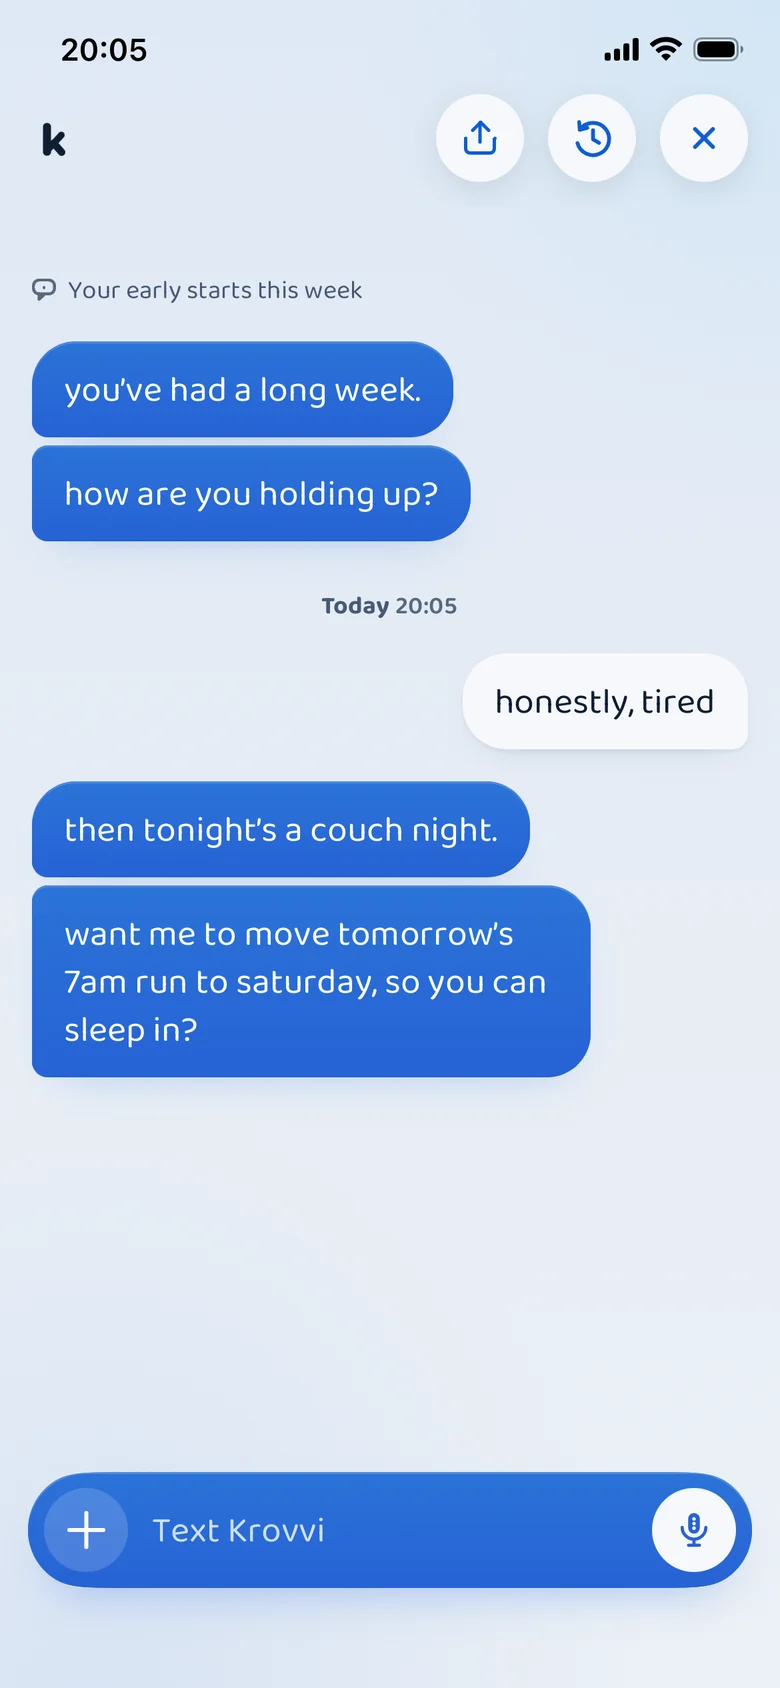 20:05
k
Your early starts this week
you've had a long week.
how are you holding up?
Today 20:05
honestly, tired
then tonight's a couch night.
want me to move tomorrow's
7am run to saturday, so you can
sleep in?
Text Krovvi